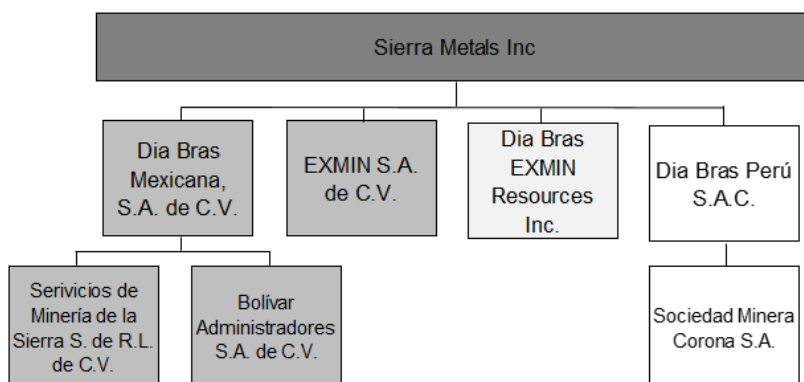 Sierra Metals Inc
Dia Bras
Mexicana,
S.A. de C.V.
EXMIN S.A.
de C.V.
Dia Bras
EXMIN
Resources
Inc.
Dia Bras Perú
S.A.C.
Serivicios de
Minería de la
Sierra S. de R.L.
de C.V.
Bolívar
Administradores
S.A. de C.V.
Sociedad Minera
Corona S.A.